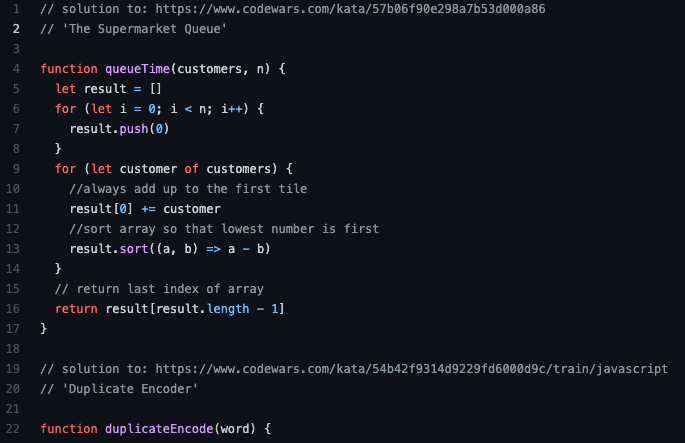 1 // solution to: https://www.codewars.com/kata/57b06f90e298a7b53d000a86
2 // 'The Supermarket Queue'
3
4 function queueTime(customers, n) {
5   let result = []
6   for (let i = 0; i < n; i++) {
7     result.push(0)
8   }
9   for (let customer of customers) {
10     //always add up to the first tile
11     result[0] += customer
12     //sort array so that lowest number is first
13     result.sort((a, b) => a - b)
14   }
15   // return last index of array
16   return result[result.length - 1]
17 }
18
19 // solution to: https://www.codewars.com/kata/54b42f9314d9229fd6000d9c/train/javascript
20 // 'Duplicate Encoder'
21
22 function duplicateEncode(word) {